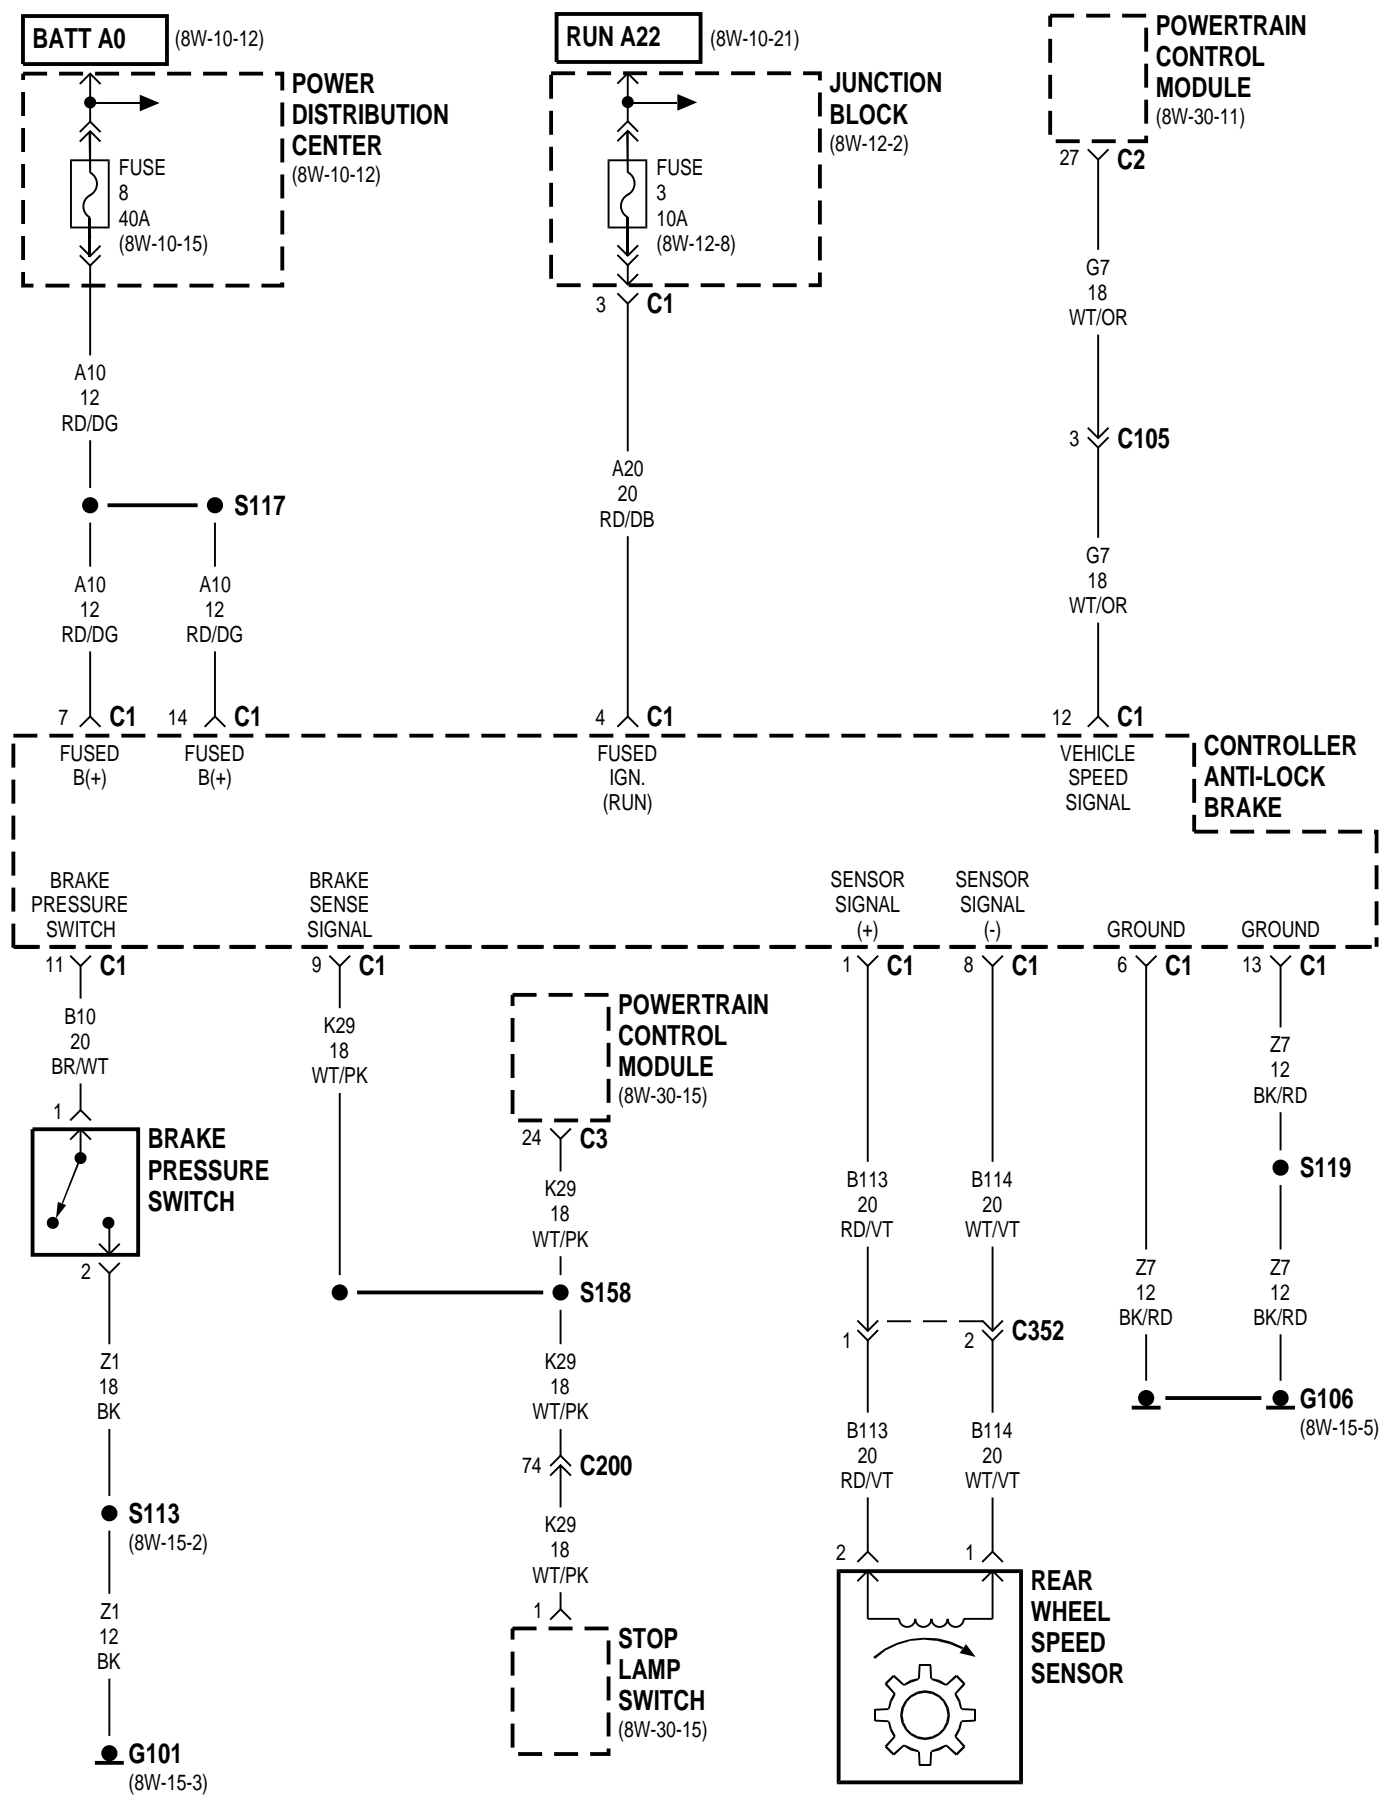 BATT A0
(8W-10-12)
POWER
DISTRIBUTION
CENTER
(8W-10-12)
FUSE
8
40A
(8W-10-15)
RUN A22
(8W-10-21)
JUNCTION
BLOCK
(8W-12-2)
FUSE
3
10A
(8W-12-8)
3 C1
POWERTRAIN
CONTROL
MODULE
(8W-30-11)
27 C2
G7
18
WT/OR
3 C105
G7
18
WT/OR
A10
12
RD/DG
S117
A10
12
RD/DG
A10
12
RD/DG
A20
20
RD/DB
7 C1
14 C1
4 C1
12 C1
FUSED
B(+)
FUSED
B(+)
FUSED
IGN.
(RUN)
VEHICLE
SPEED
SIGNAL
CONTROLLER
ANTI-LOCK
BRAKE
BRAKE
PRESSURE
SWITCH
BRAKE
SENSE
SIGNAL
SENSOR
SIGNAL
(+)
SENSOR
SIGNAL
(-)
GROUND
GROUND
11 C1
9 C1
1 C1
8 C1
6 C1
13 C1
B10
20
BR/WT
1
BRAKE
PRESSURE
SWITCH
2
Z1
18
BK
S113
(8W-15-2)
Z1
12
BK
G101
(8W-15-3)
K29
18
WT/PK
POWERTRAIN
CONTROL
MODULE
(8W-30-15)
24 C3
K29
18
WT/PK
S158
K29
18
WT/PK
74 C200
K29
18
WT/PK
1
STOP
LAMP
SWITCH
(8W-30-15)
B113
20
RD/VT
B114
20
WT/VT
1
2 C352
B113
20
RD/VT
B114
20
WT/VT
2
1
REAR
WHEEL
SPEED
SENSOR
Z7
12
BK/RD
S119
Z7
12
BK/RD
Z7
12
BK/RD
G106
(8W-15-5)